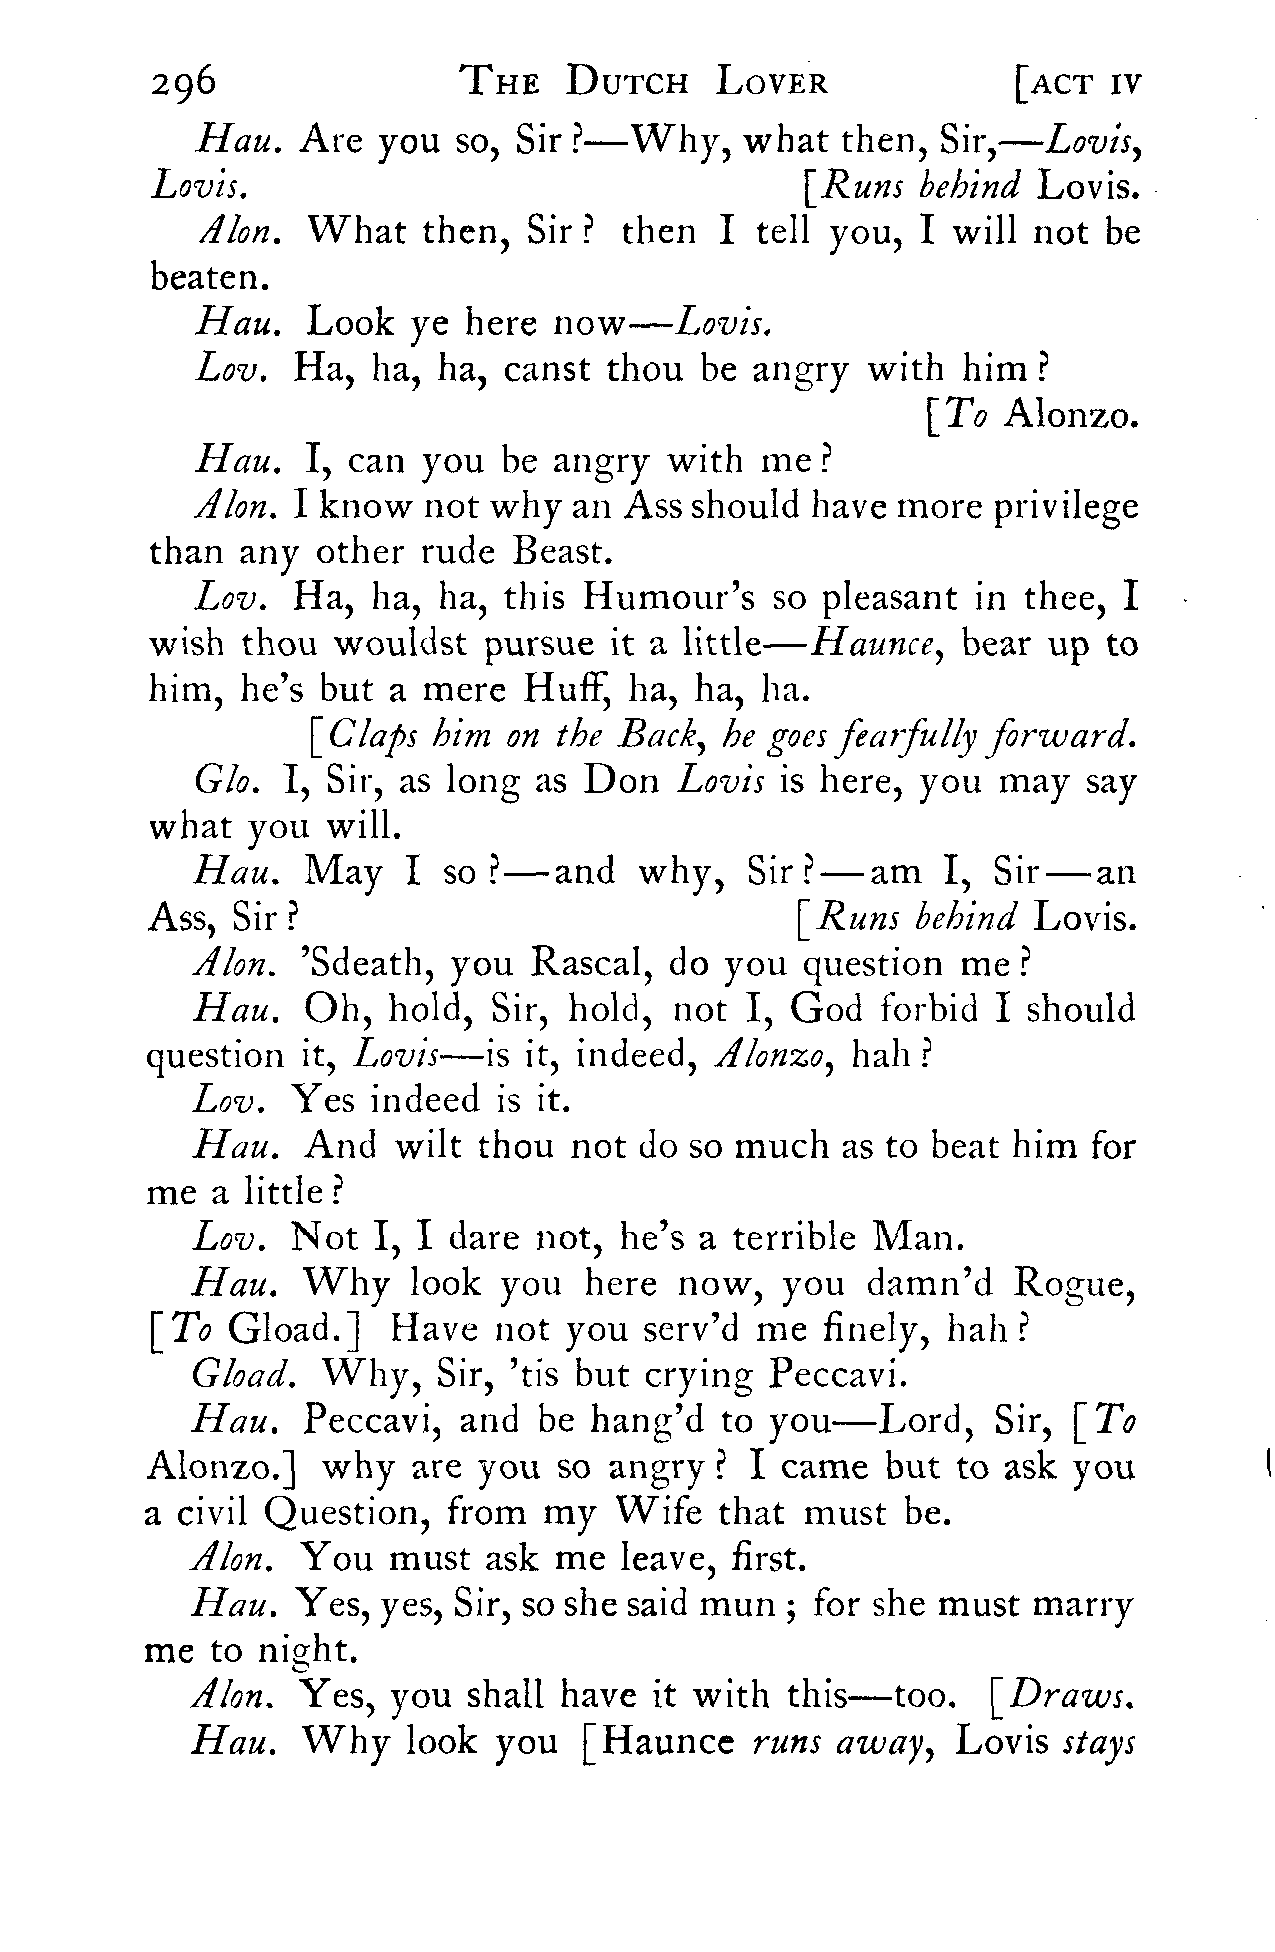 296 THE DUTCH LOVER [ACT IV
Hau. Are you so, Sir?—Why, what then, Sir,—Lovis,
Lovis. [Runs behind Lovis.
Alon. What then, Sir? then I tell you, I will not be
beaten.
Hau. Look ye here now—Lovis.
Lov. Ha, ha, ha, canst thou be angry with him?
[To Alonzo.
Hau. I, can you be angry with me?
Alon. I know not why an Ass should have more privilege
than any other rude Beast.
Lov. Ha, ha, ha, this Humour's so pleasant in thee, I
wish thou wouldst pursue it a little—Haunce, bear up to
him, he's but a mere Huff, ha, ha, ha.
[Claps him on the Back, he goes fearfully forward.
Glo. I, Sir, as long as Don Lovis is here, you may say
what you will.
Hau. May I so?—and why, Sir?—am I, Sir—an
Ass, Sir? [Runs behind Lovis.
Alon. 'Sdeath, you Rascal, do you question me?
Hau. Oh, hold, Sir, hold, not I, God forbid I should
question it, Lovis—is it, indeed, Alonzo, hah?
Lov. Yes indeed is it.
Hau. And wilt thou not do so much as to beat him for
me a little?
Lov. Not I, I dare not, he's a terrible Man.
Hau. Why look you here now, you damn'd Rogue,
[To Gload.] Have not you serv'd me finely, hah?
Gload. Why, Sir, 'tis but crying Peccavi.
Hau. Peccavi, and be hang'd to you—Lord, Sir, [To
Alonzo.] why are you so angry? I came but to ask you
a civil Question, from my Wife that must be.
Alon. You must ask me leave, first.
Hau. Yes, yes, Sir, so she said mun; for she must marry
me to night.
Alon. Yes, you shall have it with this—too. [Draws.
Hau. Why look you [Haunce runs away, Lovis stays